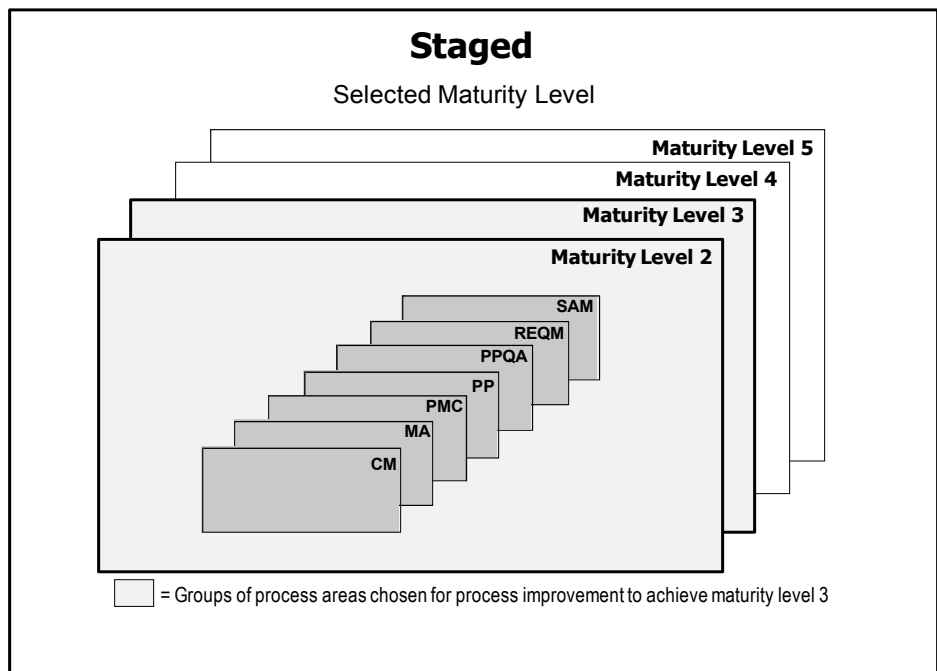 Staged
Selected Maturity Level
Maturity Level 5
Maturity Level 4
Maturity Level 3
Maturity Level 2
SAM
REQM
PPQA
PP
PMC
MA
CM
= Groups of process areas chosen for process improvement to achieve maturity level 3